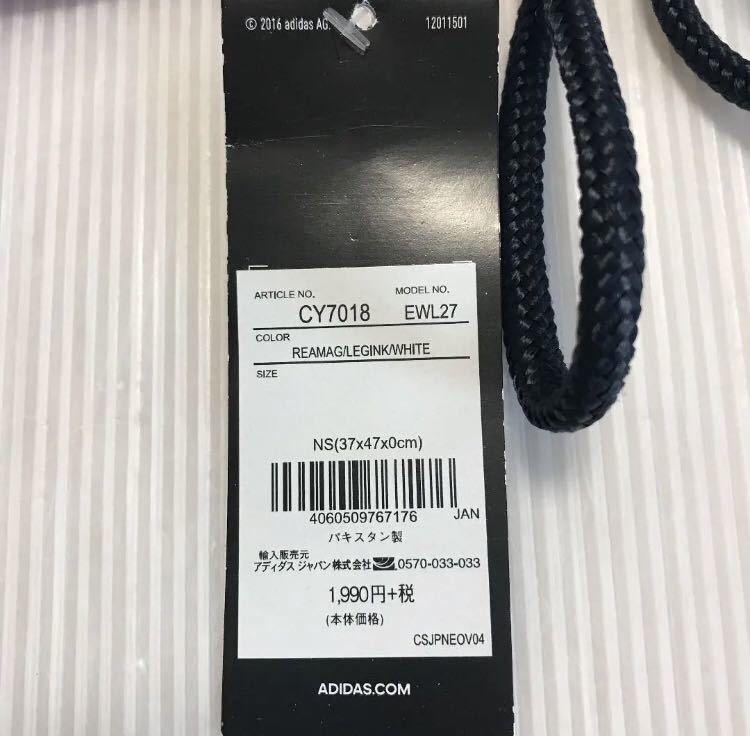 © 2016 adidas AG. 12011501
ARTICLE NO. MODEL NO.
CY7018 EWL27
COLOR
REAMAG/LEGINK/WHITE
SIZE
NS(37x47x0cm)
4060509767176 JAN
パキスタン製
輸入販売元
アディダス ジャパン株式会社 0570-033-033
1,990円+税
(本体価格)
CSJPNEOV04
ADIDAS.COM